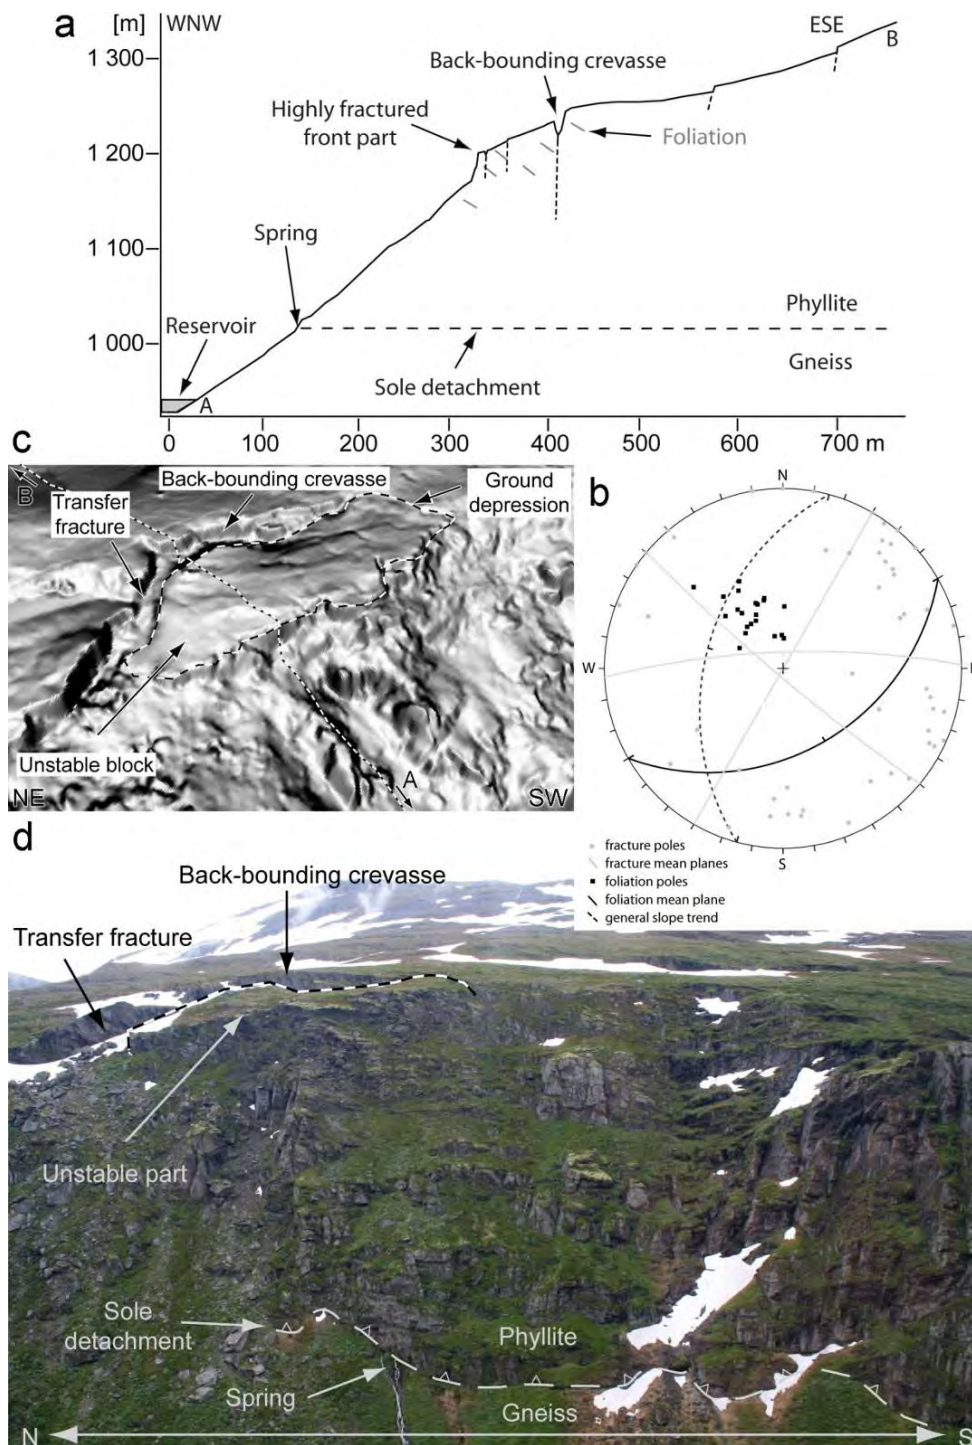 a
[m]
WNW
ESE
B
1 300
Back-bounding crevasse
Highly fractured
front part
Foliation
1 200
1 100
Spring
Phyllite
Reservoir
1 000
Gneiss
Sole detachment
A
0 100 200 300 400 500 600 700 m
c
B
Back-bounding crevasse
Ground
depression
Transfer
fracture
Unstable block
A
NE
SW
b
N
W
E
S
fracture poles
fracture mean planes
foliation poles
foliation mean plane
general slope trend
d
Back-bounding crevasse
Transfer fracture
Unstable part
Sole
detachment
Phyllite
Spring
Gneiss
N
S